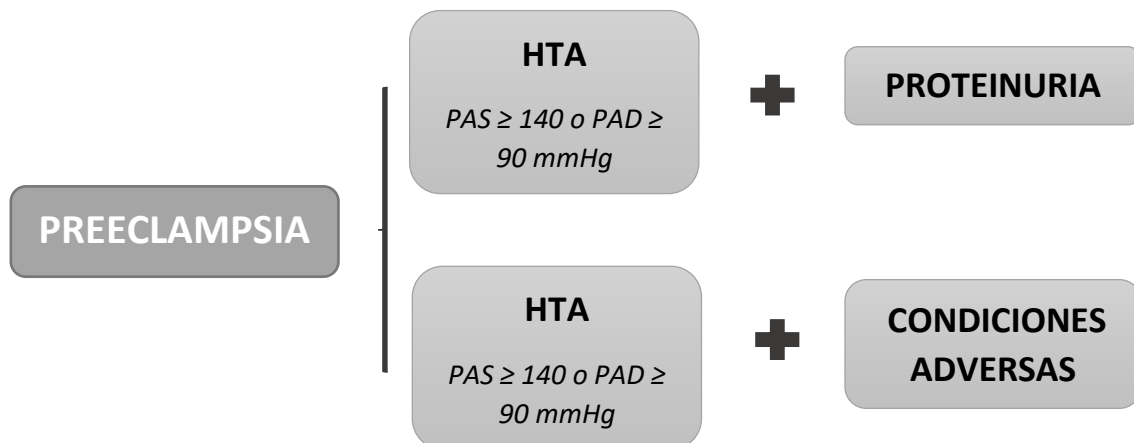 HTA
PAS ≥ 140 o PAD ≥
90 mmHg
PROTEINURIA
PREECLAMPSIA
HTA
PAS ≥ 140 o PAD ≥
90 mmHg
CONDICIONES
ADVERSAS